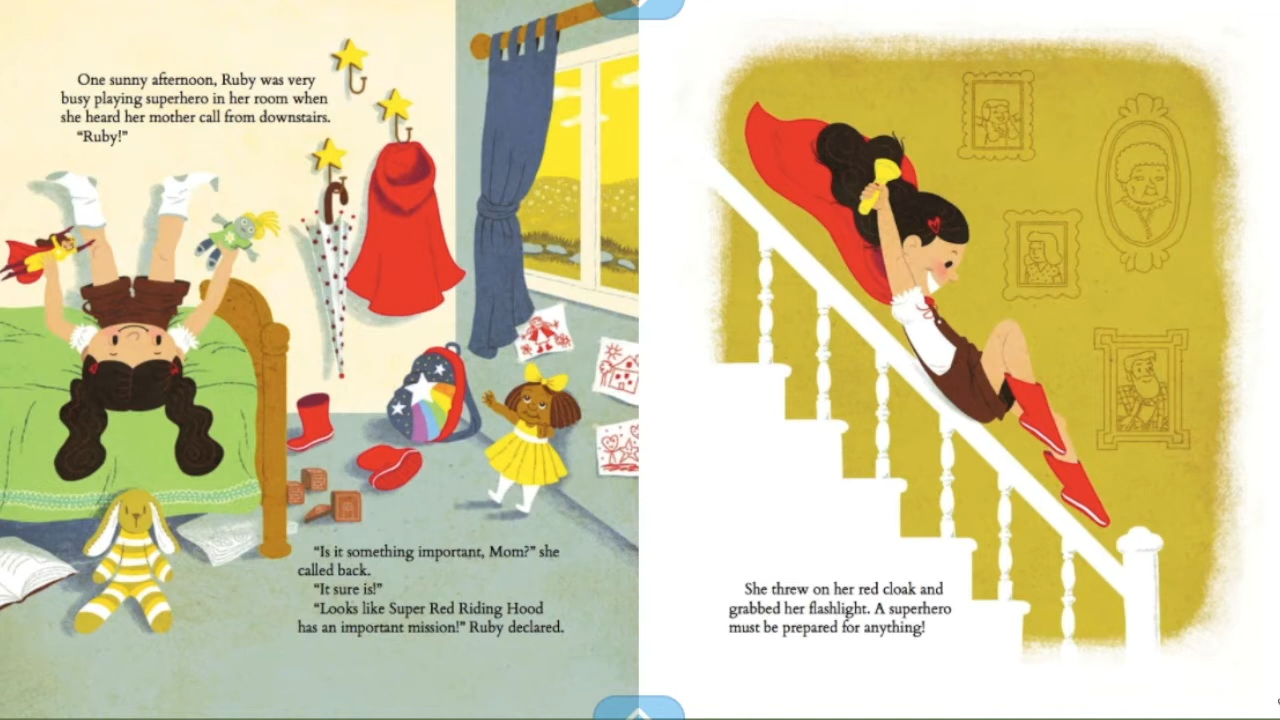 One sunny afternoon, Ruby was very
busy playing superhero in her room when
she heard her mother call from downstairs.
“Ruby!”
“Is it something important, Mom?” she
called back.
“It sure is!”
“Looks like Super Red Riding Hood
has an important mission!” Ruby declared.
She threw on her red cloak and
grabbed her flashlight. A superhero
must be prepared for anything!